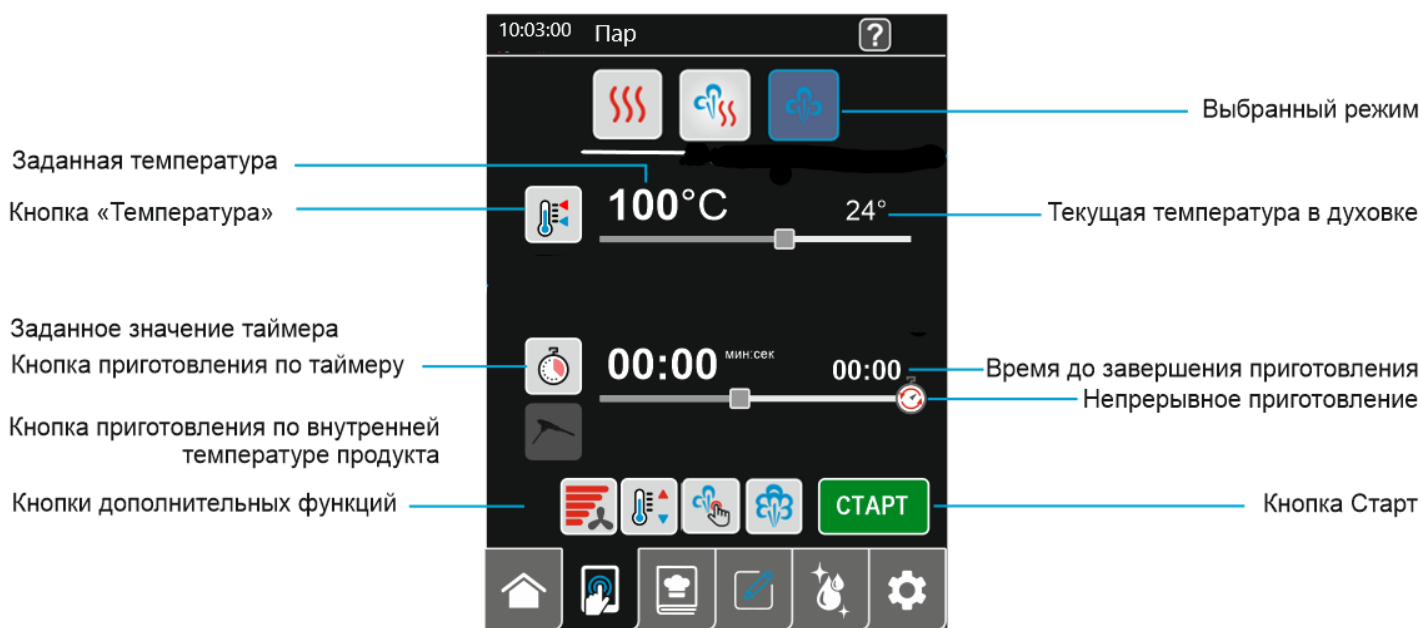 10:03:00 Пар ?
Выбранный режим
Заданная температура
Кнопка «Температура»
100°C
24°
Текущая температура в духовке
Заданное значение таймера
Кнопка приготовления по таймеру
00:00 мин:сек
00:00
Время до завершения приготовления
Непрерывное приготовление
Кнопка приготовления по внутренней
температуре продукта
Кнопки дополнительных функций
СТАРТ
Кнопка Старт